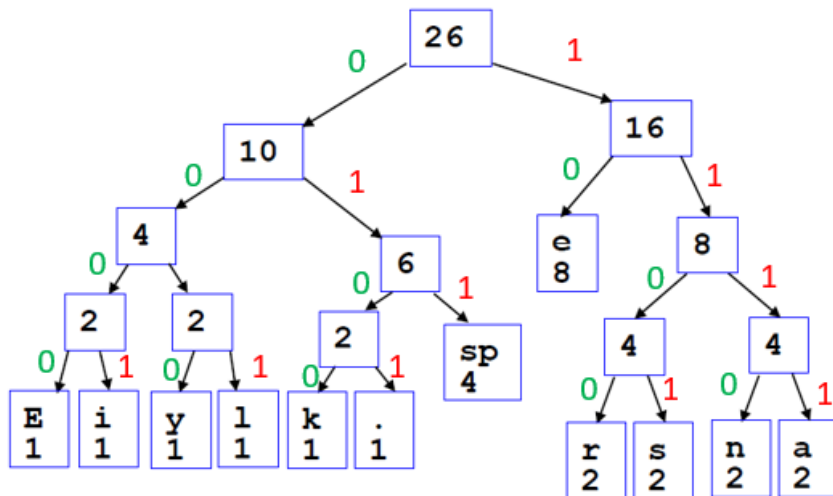 26
0 1
10 16
0 1 0 1
4 6 e 8
8
0 0 1 0 1
2 2 2 sp 4 4
4
0 1 0 1 0 1 0 1 0 1
E i y l k .
1 1 1 1 1 1
r s n a
2 2 2 2